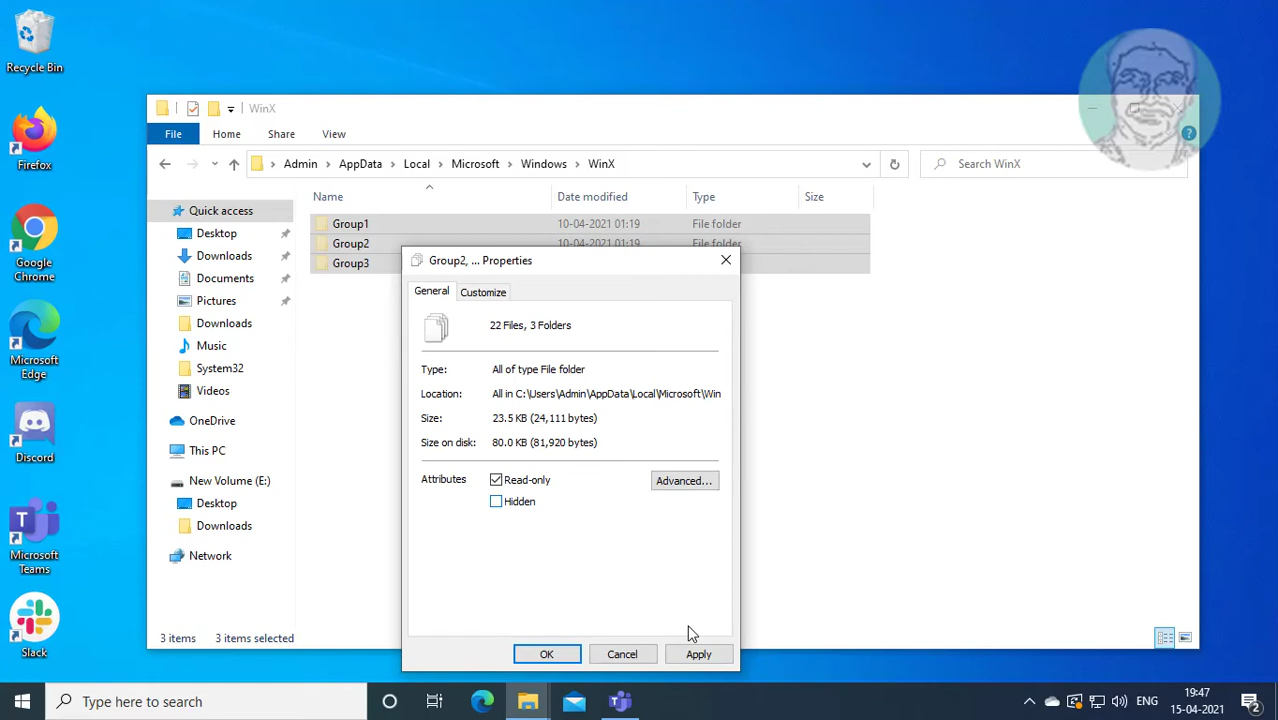 Recycle Bin
Firefox
Google
Chrome
Microsoft
Edge
Discord
Microsoft
Teams
Slack
WinX
File Home Share View
Admin AppData Local Microsoft Windows WinX
Search WinX
Name Date modified Type Size
Quick access
Desktop
Downloads
Documents
Pictures
Downloads
Music
System32
Videos
OneDrive
This PC
New Volume (E:)
Desktop
Downloads
Network
Group1 10-04-2021 01:19 File folder
Group2 10-04-2021 01:19 File folder
Group3
Group2, ... Properties
General Customize
22 Files, 3 Folders
Type: All of type File folder
Location: All in C:\Users\Admin\AppData\Local\Microsoft\Win
Size: 23.5 KB (24,111 bytes)
Size on disk: 80.0 KB (81,920 bytes)
Attributes Read-only Advanced...
Hidden
OK Cancel Apply
3 items 3 items selected
Type here to search
ENG
19:47
15-04-2021
2